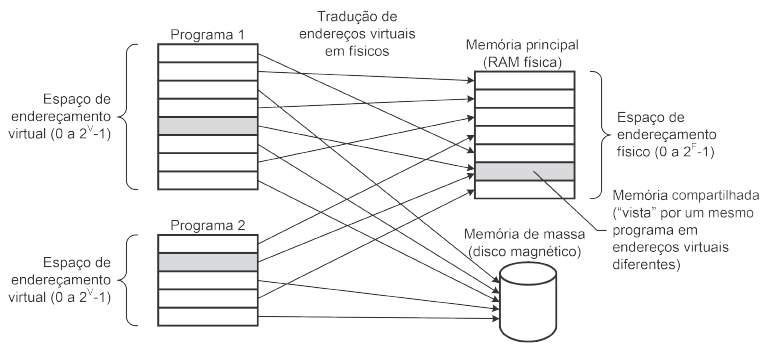 Programa 1
Espaço de
endereçamento
virtual (0 a 2^V-1)
Tradução de
endereços virtuais
em físicos
Memória principal
(RAM física)
Espaço de
endereçamento
físico (0 a 2^F-1)
Memória compartilhada
(“vista” por um mesmo
programa em
endereços virtuais
diferentes)
Programa 2
Espaço de
endereçamento
virtual (0 a 2^V-1)
Memória de massa
(disco magnético)